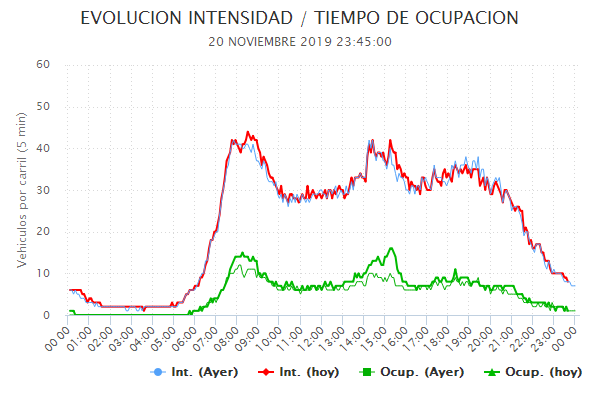 EVOLUCION INTENSIDAD / TIEMPO DE OCUPACION
20 NOVIEMBRE 2019 23:45:00
Vehiculos por carril (5 min)
60
50
40
30
20
10
0
00:00 01:00 02:00 03:00 04:00 05:00 06:00 07:00 08:00 09:00 10:00 11:00 12:00 13:00 14:00 15:00 16:00 17:00 18:00 19:00 20:00 21:00 22:00 23:00 00:00
Int. (Ayer) Int. (hoy) Ocup. (Ayer) Ocup. (hoy)